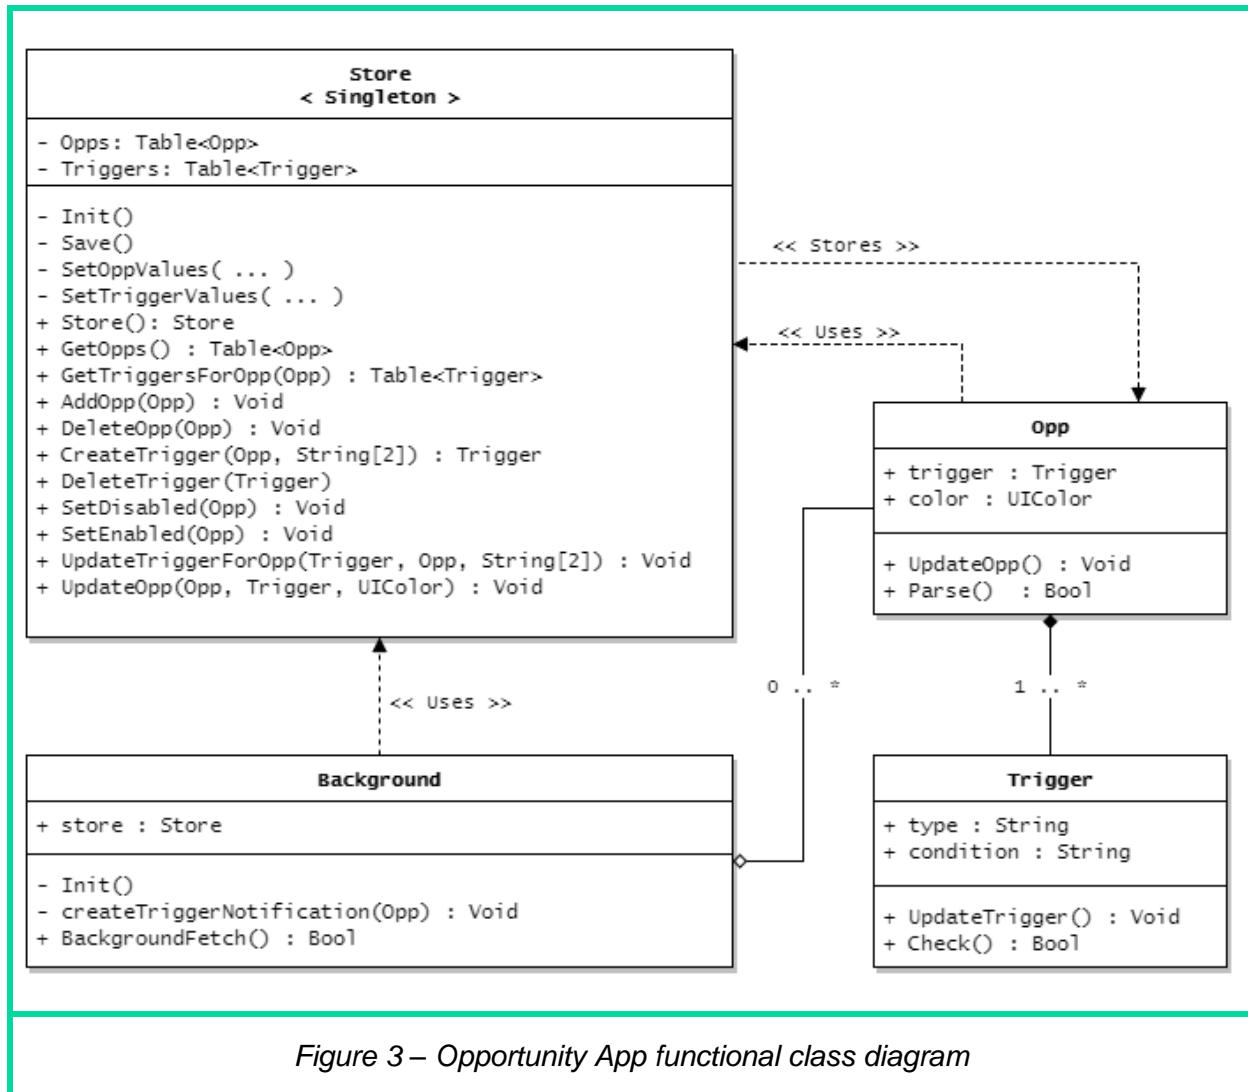 Store
< Singleton >
- Opps: Table<Opp>
- Triggers: Table<Trigger>
- Init()
- Save()
- SetOppValues( ... )
- SetTriggerValues( ... )
+ Store(): Store
+ GetOpps() : Table<Opp>
+ GetTriggersForOpp(Opp) : Table<Trigger>
+ AddOpp(Opp) : Void
+ DeleteOpp(Opp) : Void
+ CreateTrigger(Opp, String[2]) : Trigger
+ DeleteTrigger(Trigger)
+ SetDisabled(Opp) : Void
+ SetEnabled(Opp) : Void
+ UpdateTriggerForOpp(Trigger, Opp, String[2]) : Void
+ UpdateOpp(Opp, Trigger, UIColor) : Void
<< Stores >>
<< Uses >>
Opp
+ trigger : Trigger
+ color : UIColor
+ UpdateOpp() : Void
+ Parse()  : Bool
<< Uses >>
0 .. *
1 .. *
Background
+ store : Store
- Init()
- createTriggerNotification(Opp) : Void
+ BackgroundFetch() : Bool
Trigger
+ type : String
+ condition : String
+ UpdateTrigger() : Void
+ Check() : Bool
Figure 3 – Opportunity App functional class diagram